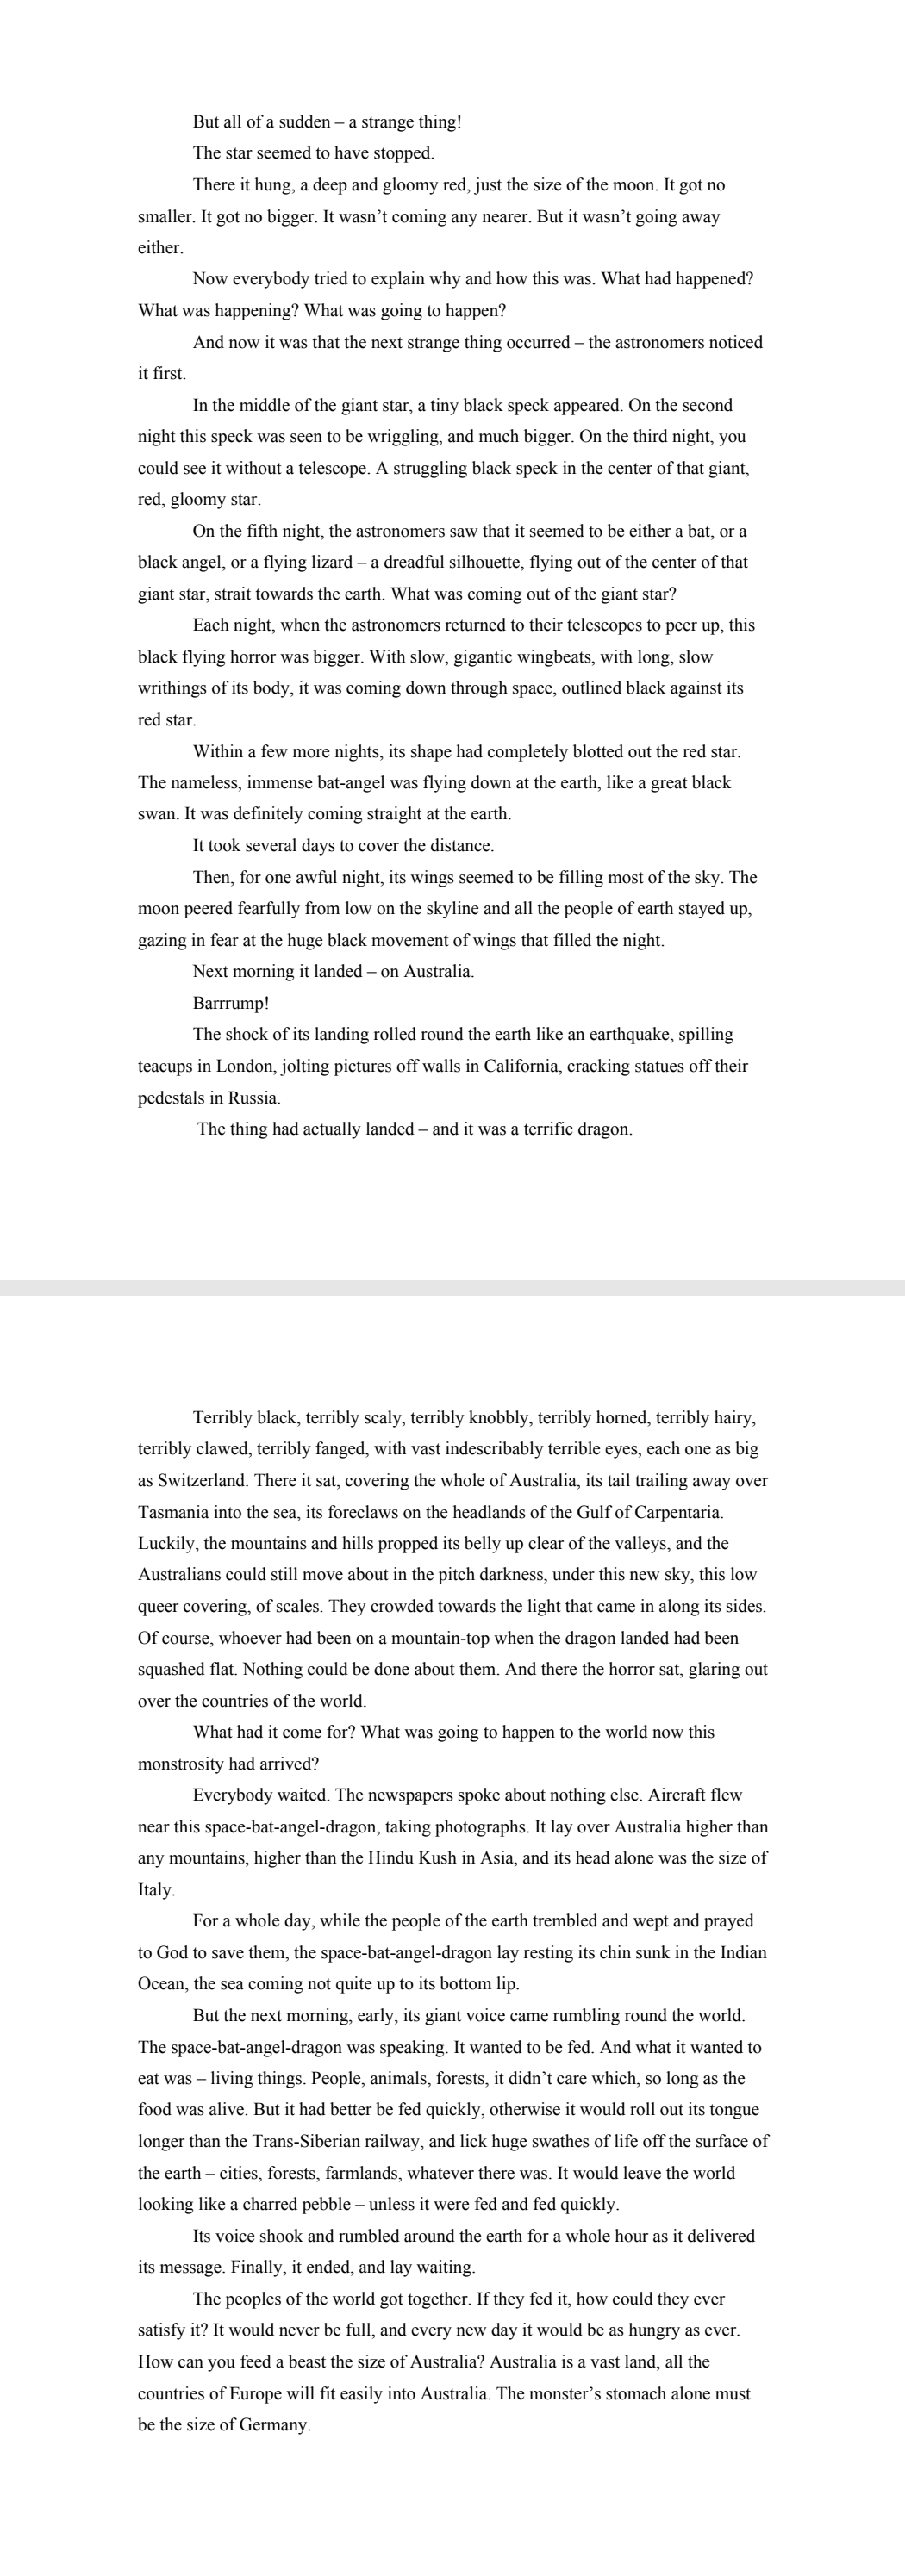 But all of a sudden – a strange thing!
The star seemed to have stopped.
There it hung, a deep and gloomy red, just the size of the moon. It got no
smaller. It got no bigger. It wasn’t coming any nearer. But it wasn’t going away
either.
Now everybody tried to explain why and how this was. What had happened?
What was happening? What was going to happen?
And now it was that the next strange thing occurred – the astronomers noticed
it first.
In the middle of the giant star, a tiny black speck appeared. On the second
night this speck was seen to be wriggling, and much bigger. On the third night, you
could see it without a telescope. A struggling black speck in the center of that giant,
red, gloomy star.
On the fifth night, the astronomers saw that it seemed to be either a bat, or a
black angel, or a flying lizard – a dreadful silhouette, flying out of the center of that
giant star, strait towards the earth. What was coming out of the giant star?
Each night, when the astronomers returned to their telescopes to peer up, this
black flying horror was bigger. With slow, gigantic wingbeats, with long, slow
writhings of its body, it was coming down through space, outlined black against its
red star.
Within a few more nights, its shape had completely blotted out the red star.
The nameless, immense bat-angel was flying down at the earth, like a great black
swan. It was definitely coming straight at the earth.
It took several days to cover the distance.
Then, for one awful night, its wings seemed to be filling most of the sky. The
moon peered fearfully from low on the skyline and all the people of earth stayed up,
gazing in fear at the huge black movement of wings that filled the night.
Next morning it landed – on Australia.
Barrrump!
The shock of its landing rolled round the earth like an earthquake, spilling
teacups in London, jolting pictures off walls in California, cracking statues off their
pedestals in Russia.
The thing had actually landed – and it was a terrific dragon.
Terribly black, terribly scaly, terribly knobbly, terribly horned, terribly hairy,
terribly clawed, terribly fanged, with vast indescribably terrible eyes, each one as big
as Switzerland. There it sat, covering the whole of Australia, its tail trailing away over
Tasmania into the sea, its foreclaws on the headlands of the Gulf of Carpentaria.
Luckily, the mountains and hills propped its belly up clear of the valleys, and the
Australians could still move about in the pitch darkness, under this new sky, this low
queer covering, of scales. They crowded towards the light that came in along its sides.
Of course, whoever had been on a mountain-top when the dragon landed had been
squashed flat. Nothing could be done about them. And there the horror sat, glaring out
over the countries of the world.
What had it come for? What was going to happen to the world now this
monstrosity had arrived?
Everybody waited. The newspapers spoke about nothing else. Aircraft flew
near this space-bat-angel-dragon, taking photographs. It lay over Australia higher than
any mountains, higher than the Hindu Kush in Asia, and its head alone was the size of
Italy.
For a whole day, while the people of the earth trembled and wept and prayed
to God to save them, the space-bat-angel-dragon lay resting its chin sunk in the Indian
Ocean, the sea coming not quite up to its bottom lip.
But the next morning, early, its giant voice came rumbling round the world.
The space-bat-angel-dragon was speaking. It wanted to be fed. And what it wanted to
eat was – living things. People, animals, forests, it didn’t care which, so long as the
food was alive. But it had better be fed quickly, otherwise it would roll out its tongue
longer than the Trans-Siberian railway, and lick huge swathes of life off the surface of
the earth – cities, forests, farmlands, whatever there was. It would leave the world
looking like a charred pebble – unless it were fed and fed quickly.
Its voice shook and rumbled around the earth for a whole hour as it delivered
its message. Finally, it ended, and lay waiting.
The peoples of the world got together. If they fed it, how could they ever
satisfy it? It would never be full, and every new day it would be as hungry as ever.
How can you feed a beast the size of Australia? Australia is a vast land, all the
countries of Europe will fit easily into Australia. The monster’s stomach alone must
be the size of Germany.